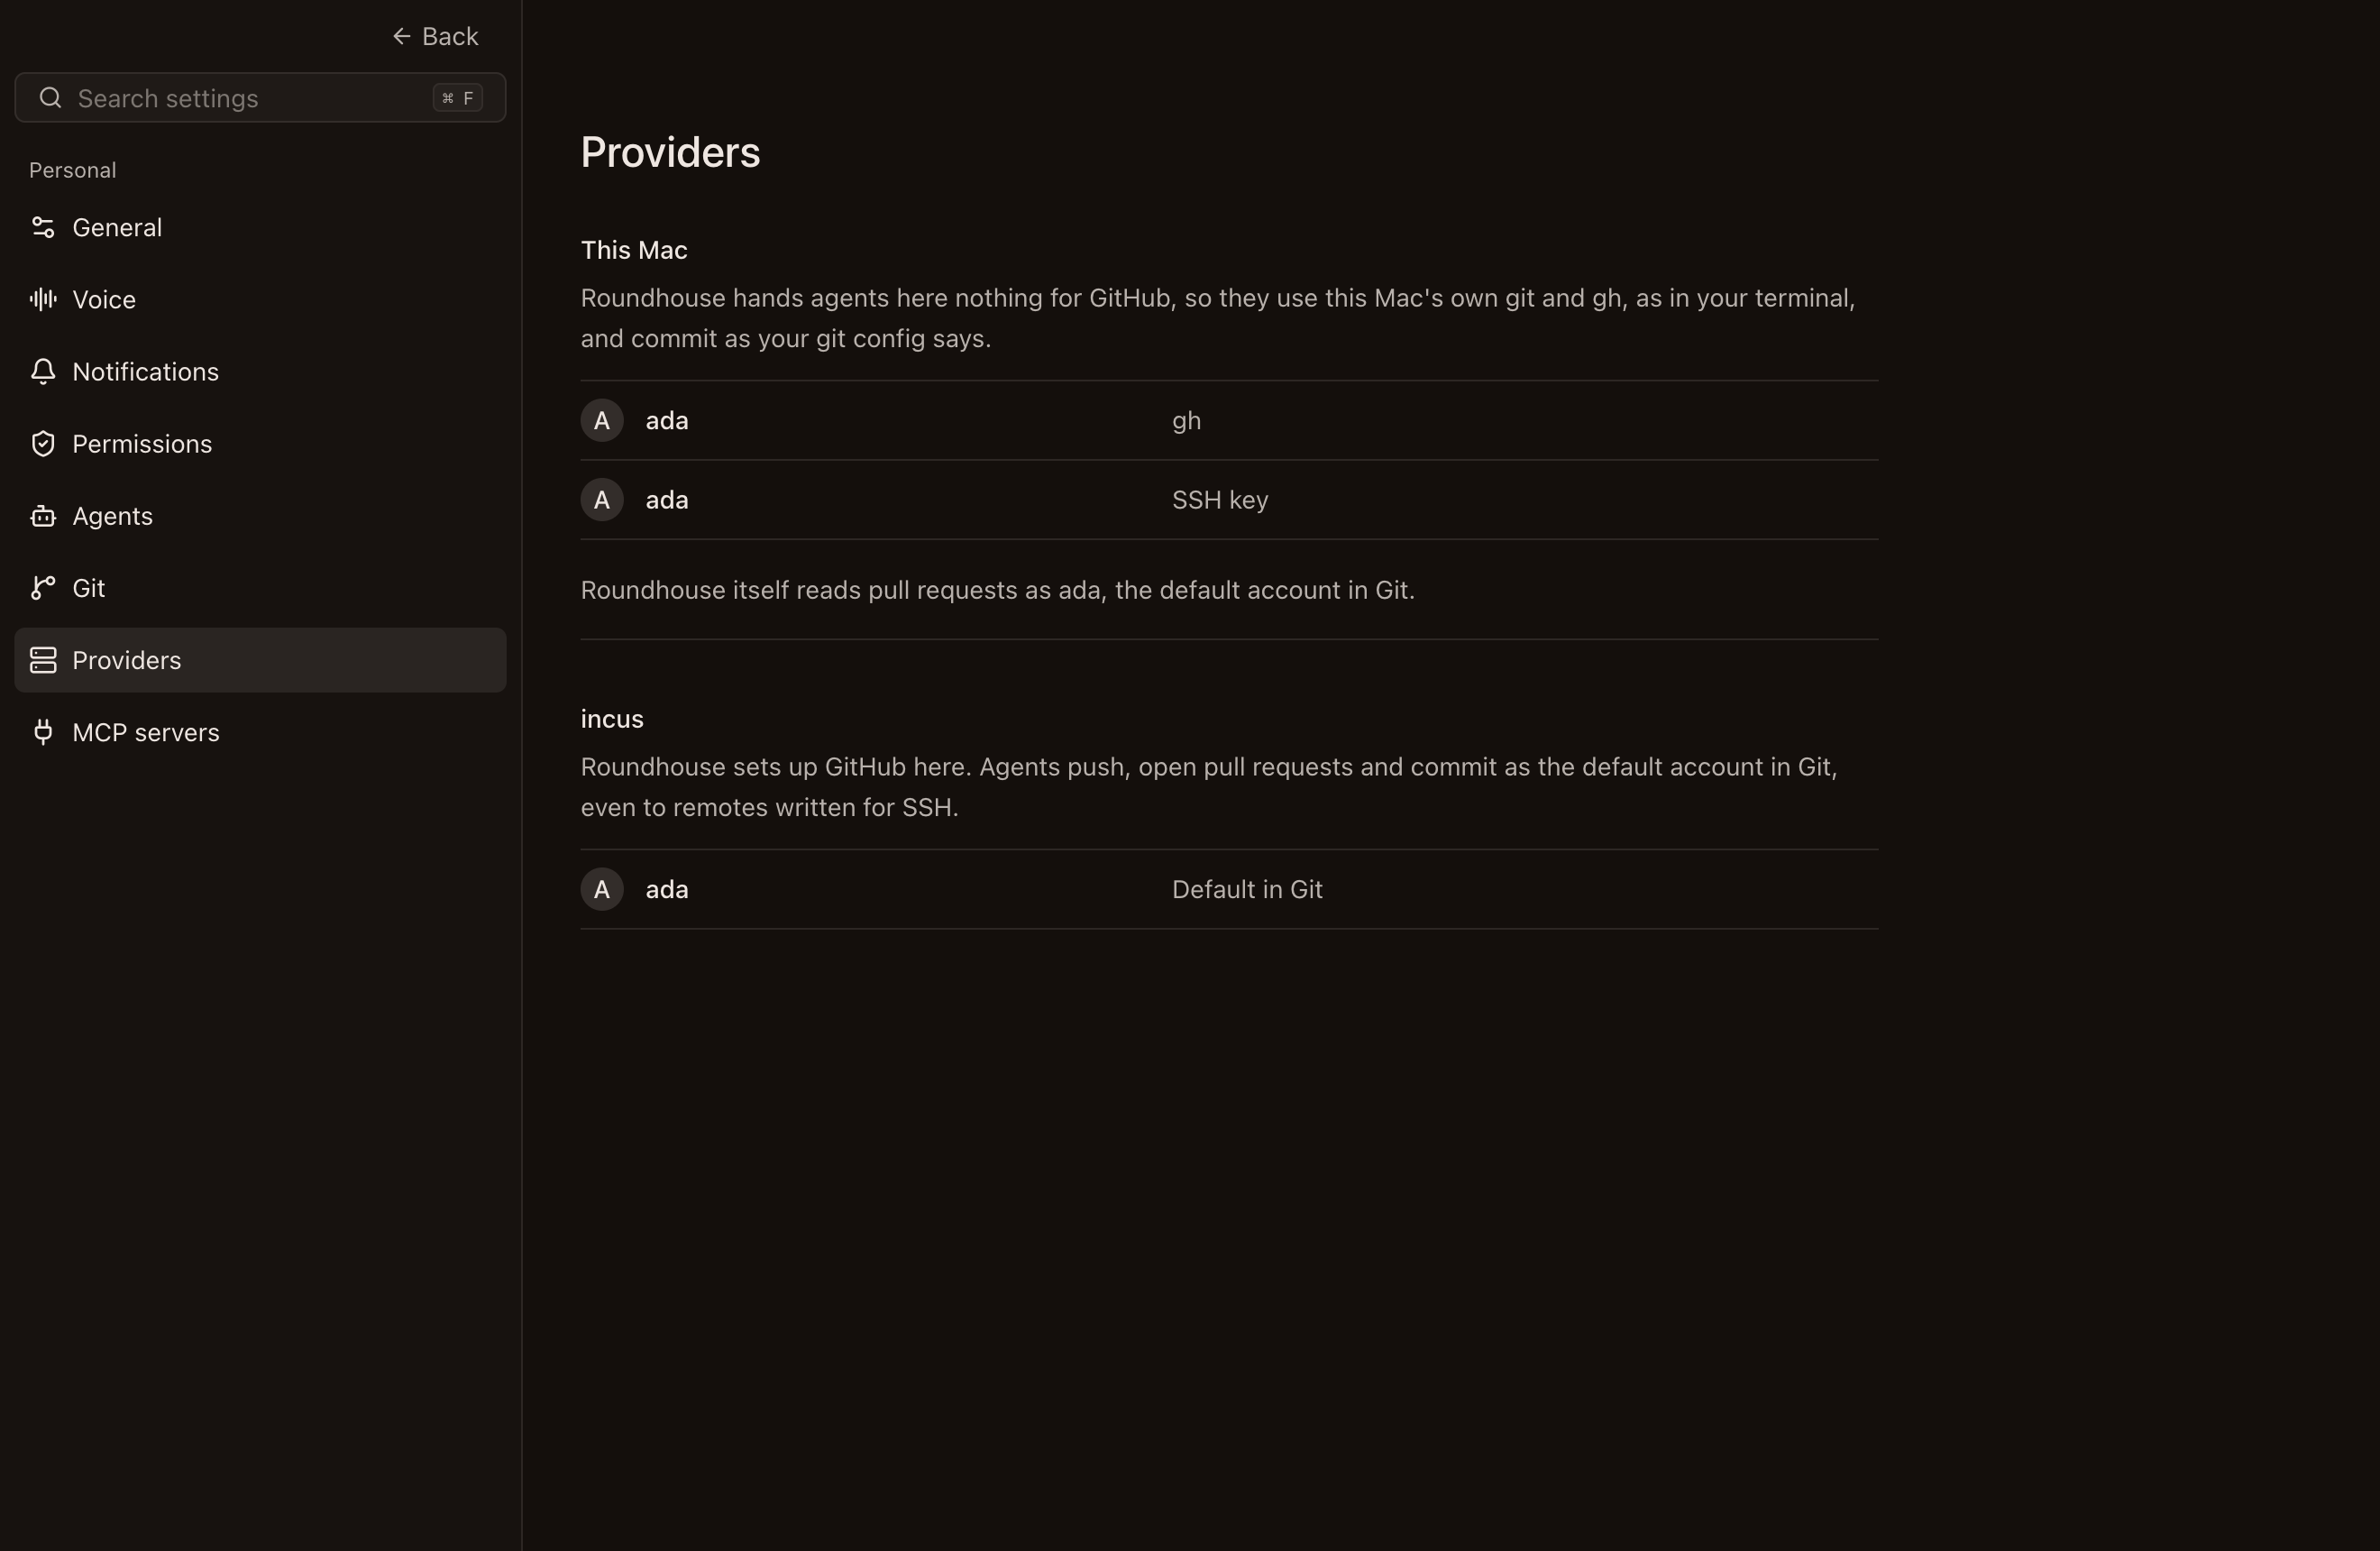 Back
Search settings
⌘ F
Personal
General
Voice
Notifications
Permissions
Agents
Git
Providers
MCP servers
Providers
This Mac
Roundhouse hands agents here nothing for GitHub, so they use this Mac's own git and gh, as in your terminal,
and commit as your git config says.
A ada gh
A ada SSH key
Roundhouse itself reads pull requests as ada, the default account in Git.
incus
Roundhouse sets up GitHub here. Agents push, open pull requests and commit as the default account in Git,
even to remotes written for SSH.
A ada Default in Git